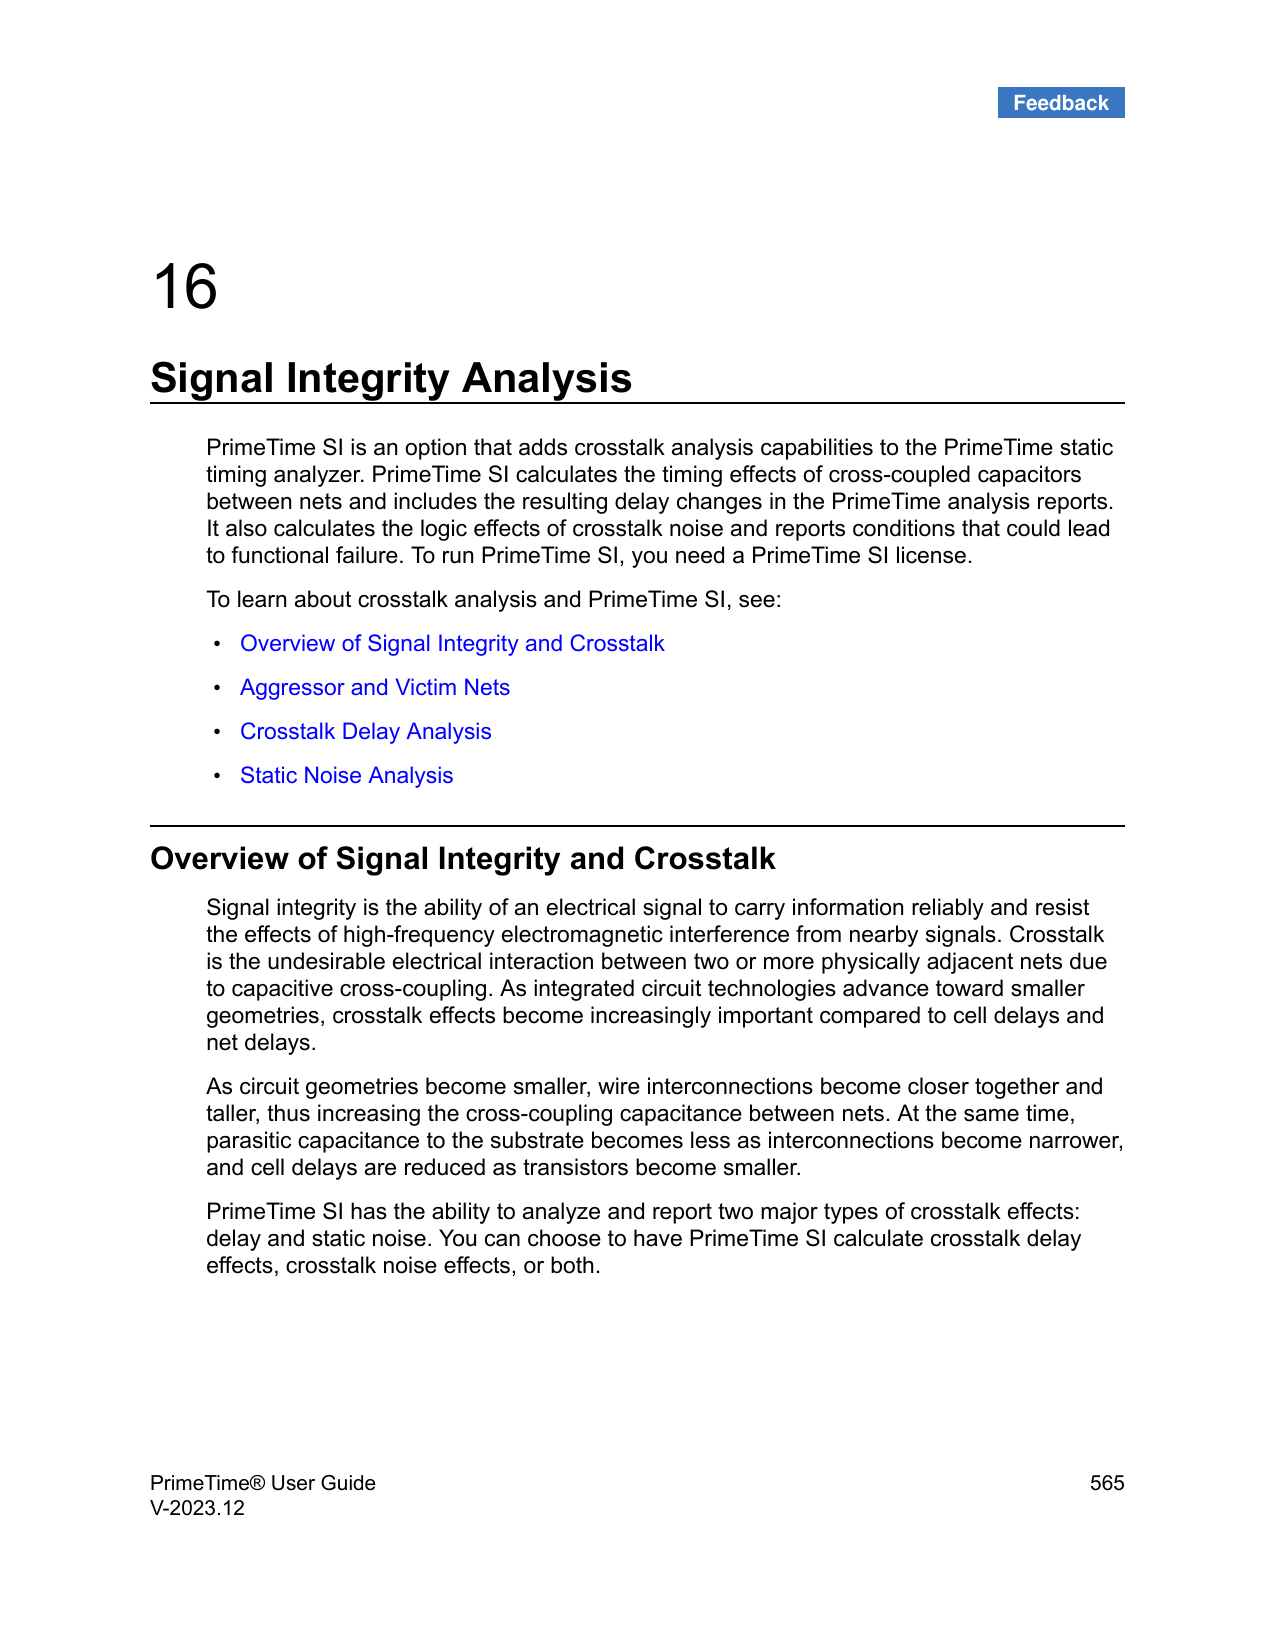 Feedback
16
Signal Integrity Analysis
PrimeTime SI is an option that adds crosstalk analysis capabilities to the PrimeTime static
timing analyzer. PrimeTime SI calculates the timing effects of cross-coupled capacitors
between nets and includes the resulting delay changes in the PrimeTime analysis reports.
It also calculates the logic effects of crosstalk noise and reports conditions that could lead
to functional failure. To run PrimeTime SI, you need a PrimeTime SI license.
To learn about crosstalk analysis and PrimeTime SI, see:
• Overview of Signal Integrity and Crosstalk
• Aggressor and Victim Nets
• Crosstalk Delay Analysis
• Static Noise Analysis
Overview of Signal Integrity and Crosstalk
Signal integrity is the ability of an electrical signal to carry information reliably and resist
the effects of high-frequency electromagnetic interference from nearby signals. Crosstalk
is the undesirable electrical interaction between two or more physically adjacent nets due
to capacitive cross-coupling. As integrated circuit technologies advance toward smaller
geometries, crosstalk effects become increasingly important compared to cell delays and
net delays.
As circuit geometries become smaller, wire interconnections become closer together and
taller, thus increasing the cross-coupling capacitance between nets. At the same time,
parasitic capacitance to the substrate becomes less as interconnections become narrower,
and cell delays are reduced as transistors become smaller.
PrimeTime SI has the ability to analyze and report two major types of crosstalk effects:
delay and static noise. You can choose to have PrimeTime SI calculate crosstalk delay
effects, crosstalk noise effects, or both.
PrimeTime® User Guide 565
V-2023.12